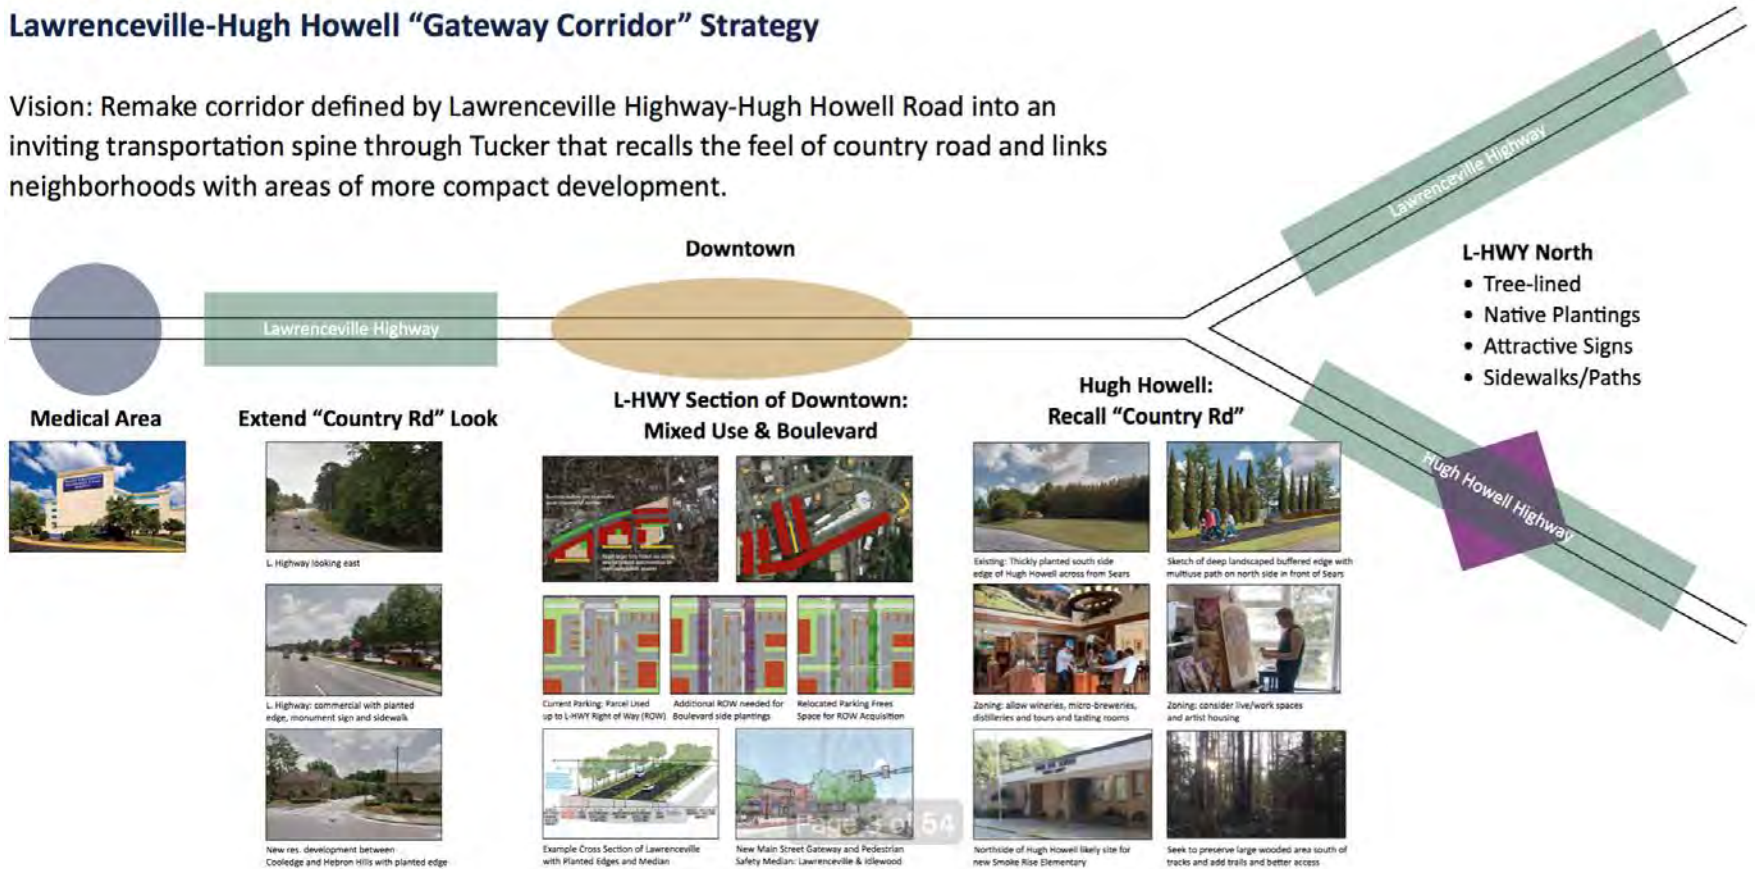 Lawrenceville-Hugh Howell “Gateway Corridor” Strategy
Vision: Remake corridor defined by Lawrenceville Highway-Hugh Howell Road into an
inviting transportation spine through Tucker that recalls the feel of country road and links
neighborhoods with areas of more compact development.
Downtown
Lawrenceville Highway
Lawrenceville Highway
L-HWY North
• Tree-lined
• Native Plantings
• Attractive Signs
• Sidewalks/Paths
Hugh Howell Highway
Medical Area
Extend “Country Rd” Look
L. Highway looking east
L. Highway: commercial with planted
edge, monument sign and sidewalk
New res. development between
Cooledge and Hebron Hills with planted edge
L-HWY Section of Downtown:
Mixed Use & Boulevard
Current Parking: Parcel Used
up to L-HWY Right of Way (ROW)
Additional ROW needed for
Boulevard side plantings
Relocated Parking Frees
Space for ROW Acquisition
Example Cross Section of Lawrenceville
with Planted Edges and Median
New Main Street Gateway and Pedestrian
Safety Median: Lawrenceville & Idlewood
Page 3 of 54
Hugh Howell:
Recall “Country Rd”
Existing: Thickly planted south side
edge of Hugh Howell across from Sears
Sketch of deep landscaped buffered edge with
multiuse path on north side in front of Sears
Zoning: allow wineries, micro-breweries,
distilleries and tours and tasting rooms
Zoning: consider live/work spaces
and artist housing
Northside of Hugh Howell likely site for
new Smoke Rise Elementary
Seek to preserve large wooded area south of
tracks and add trails and better access